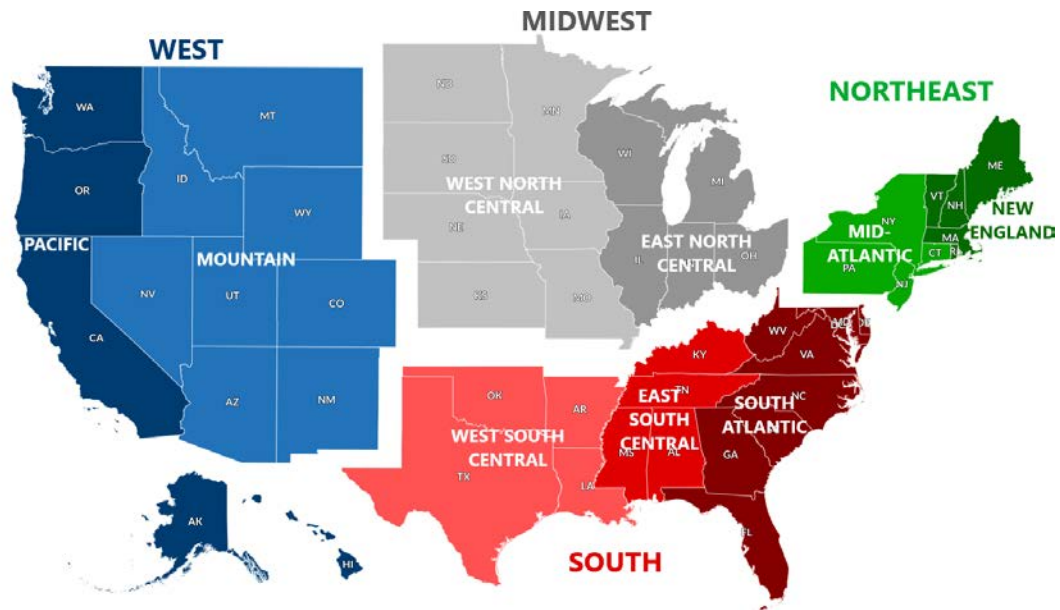 MIDWEST
WEST
NORTHEAST
WA
MT
ND
MN
OR
ID
WY
SD
WI
MI
ME
VT
NH
NY
WEST NORTH
CENTRAL
NE
IA
NEW
ENGLAND
MA
CT
RI
MID-
ATLANTIC
PA
NJ
PACIFIC
MOUNTAIN
EAST NORTH
CENTRAL
IL
OH
NV
UT
CO
KS
MO
CA
WV
VA
KY
AZ
NM
OK
AR
TN
NC
EAST
SOUTH
CENTRAL
SOUTH
ATLANTIC
WEST SOUTH
CENTRAL
TX
LA
MS
AL
GA
FL
AK
HI
SOUTH